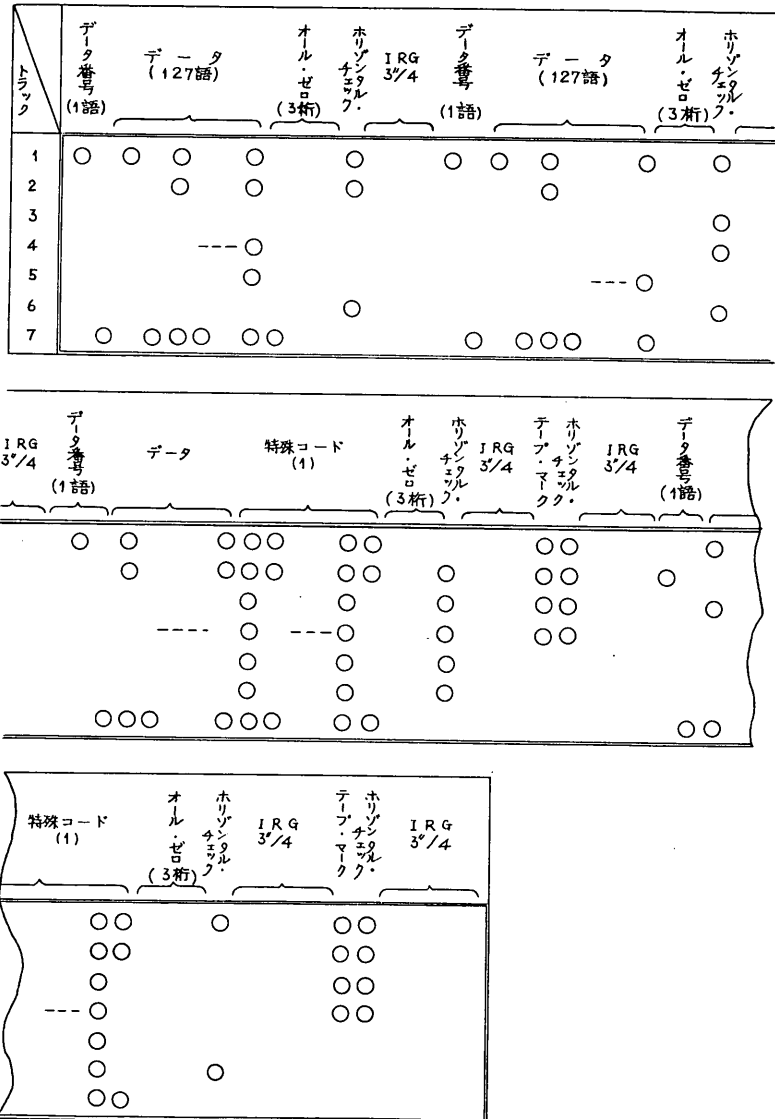 トラック
データ番号
(1語)
データ
(127語)
オール・ゼロ
(3桁)
ホリゾンタル・
チェック
IRG
3"/4
データ番号
(1語)
データ
(127語)
オール・ゼロ
(3桁)
ホリゾンタル・
チェック
1
2
3
4
5
6
7
IRG
3"/4
データ番号
(1語)
データ
特殊コード
(1)
オール・ゼロ
(3桁)
ホリゾンタル・
チェック
IRG
3"/4
テープ・マーク
ホリゾンタル・
チェック
IRG
3"/4
データ番号
(1語)
特殊コード
(1)
オール・ゼロ
(3桁)
ホリゾンタル・
チェック
IRG
3"/4
テープ・マーク
ホリゾンタル・
チェック
IRG
3"/4